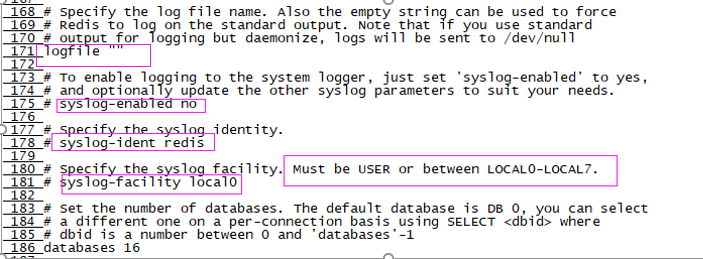 168 # Specify the log file name. Also the empty string can be used to force
169 # Redis to log on the standard output. Note that if you use standard
170 # output for logging but daemonize, logs will be sent to /dev/null
171 logfile ""
172
173 # To enable logging to the system logger, just set 'syslog-enabled' to yes,
174 # and optionally update the other syslog parameters to suit your needs.
175 # syslog-enabled no
176
177 # Specify the syslog identity.
178 # syslog-ident redis
179
180 # Specify the syslog facility. Must be USER or between LOCAL0-LOCAL7.
181 # syslog-facility local0
182
183 # Set the number of databases. The default database is DB 0, you can select
184 # a different one on a per-connection basis using SELECT <dbid> where
185 # dbid is a number between 0 and 'databases'-1
186 databases 16